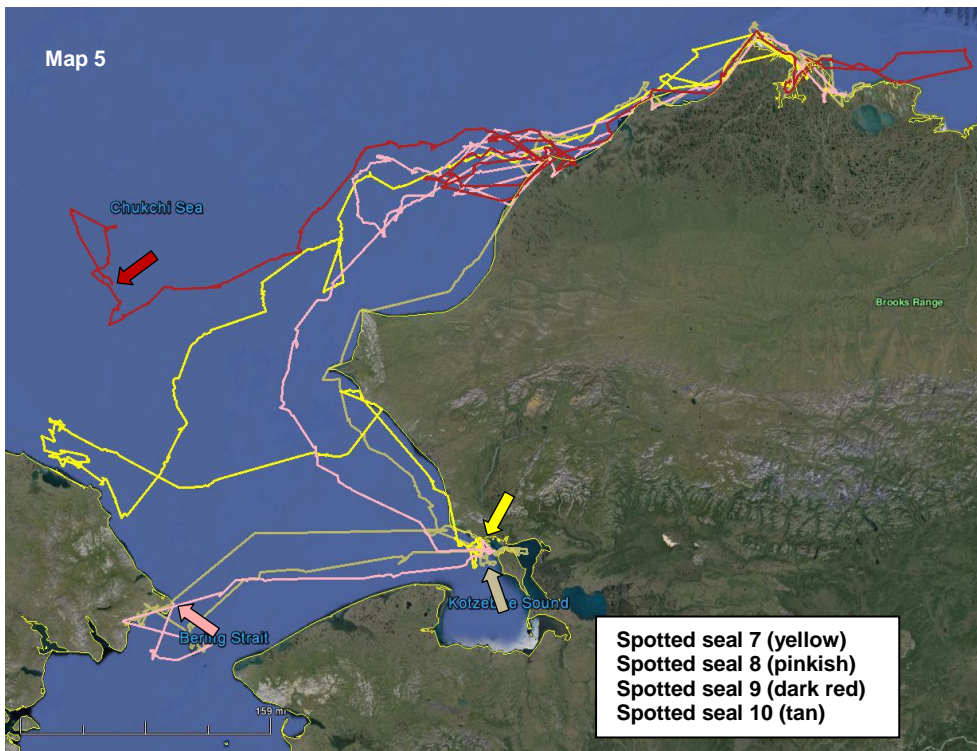 Map 5
Chukchi Sea
Brooks Range
Kotzebue Sound
Bering Strait
159 mi
Spotted seal 7 (yellow)
Spotted seal 8 (pinkish)
Spotted seal 9 (dark red)
Spotted seal 10 (tan)